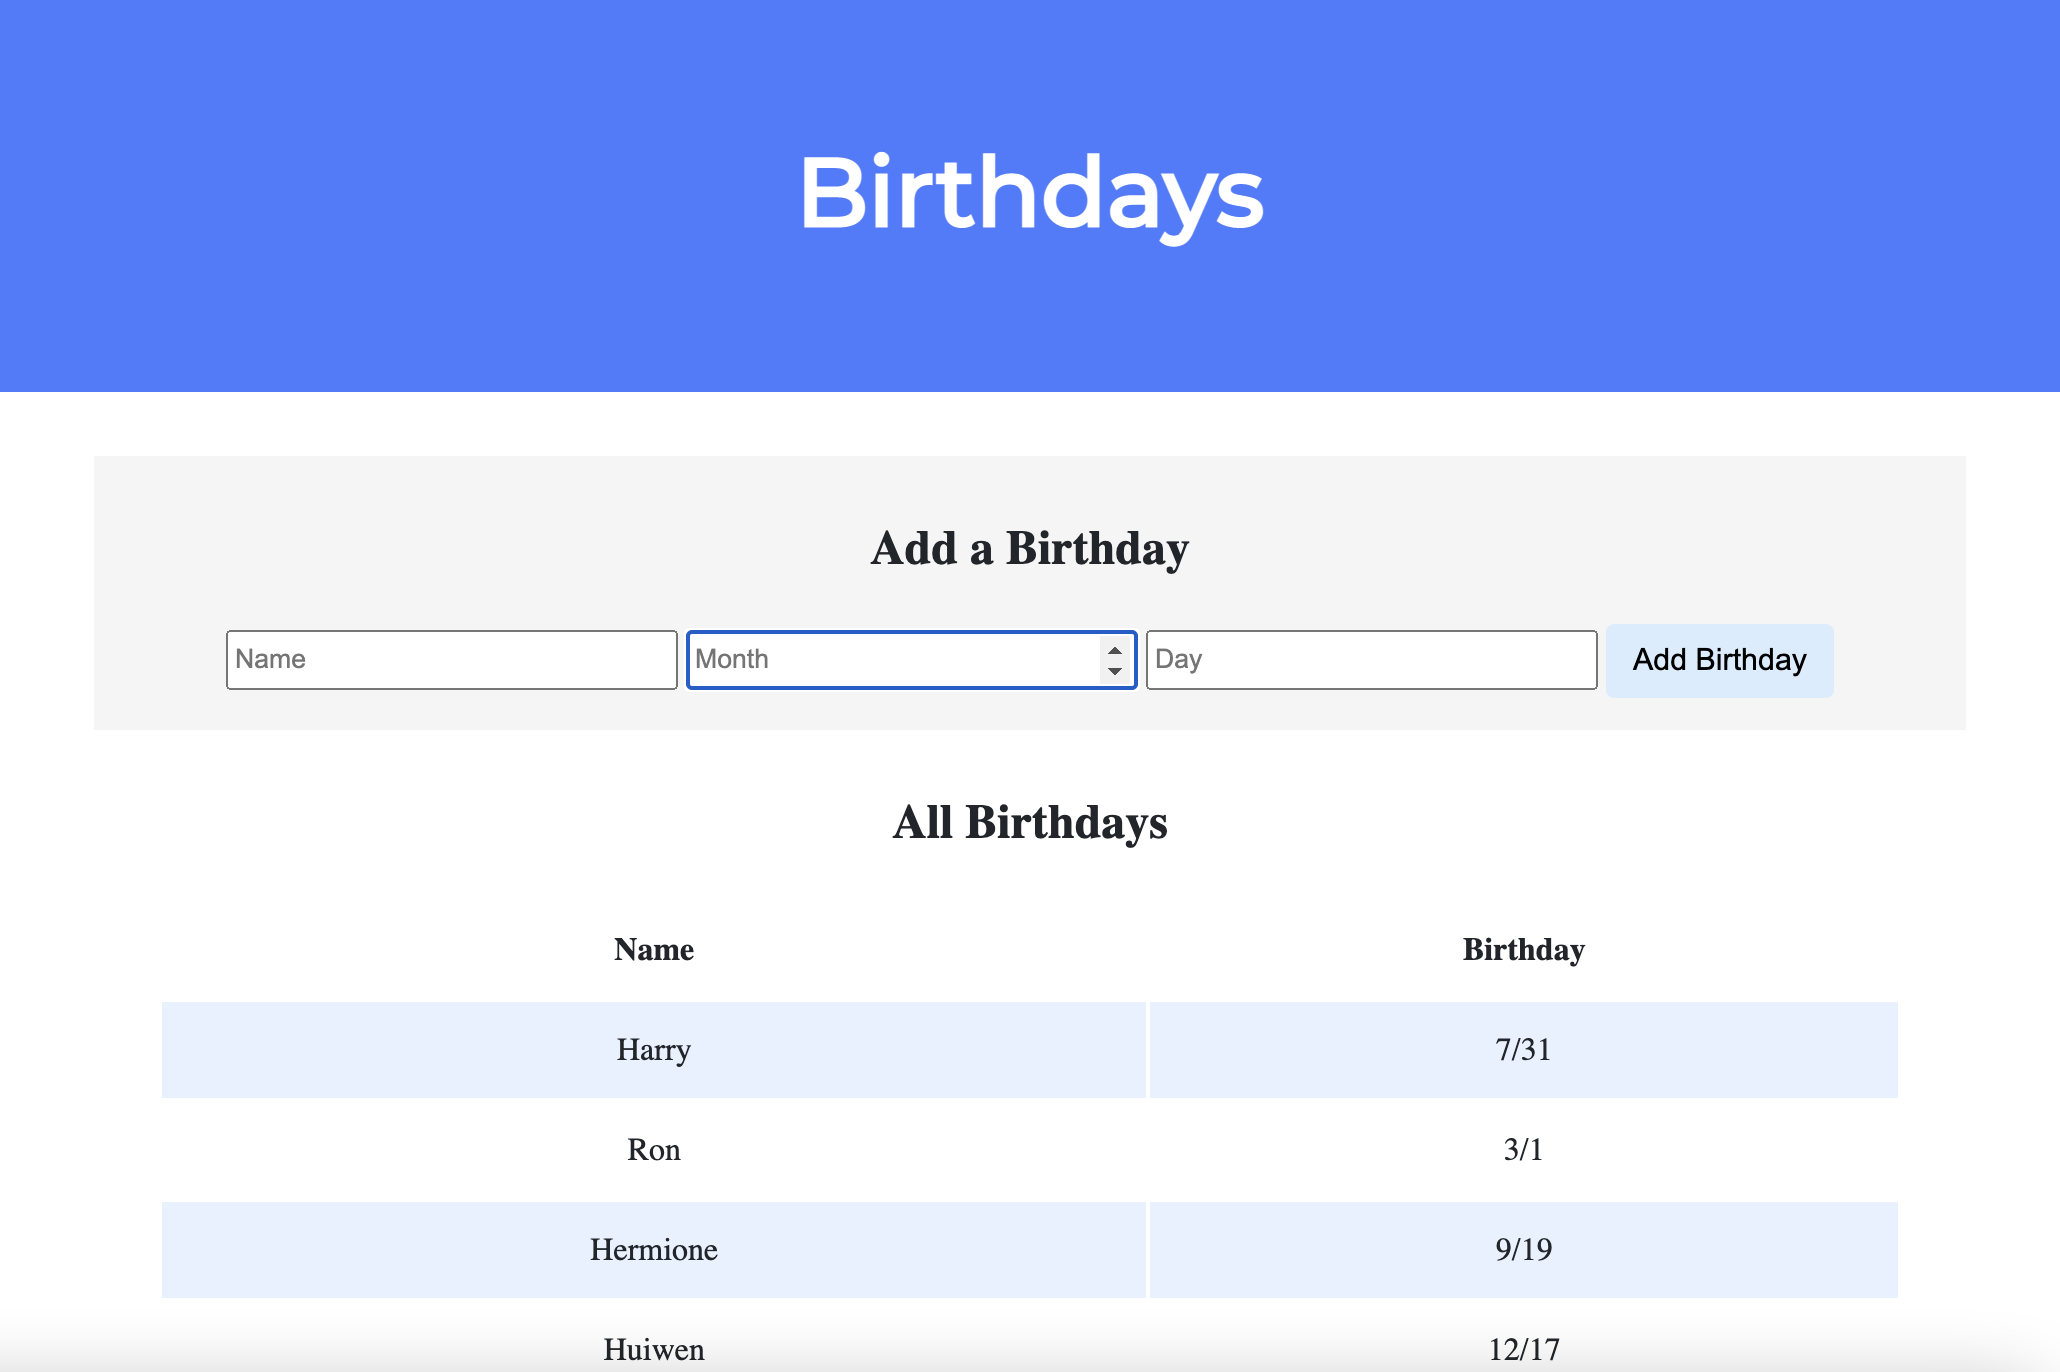 Birthdays
Add a Birthday
Name Month Day Add Birthday
All Birthdays
Name Birthday
Harry 7/31
Ron 3/1
Hermione 9/19
Huiwen 12/17